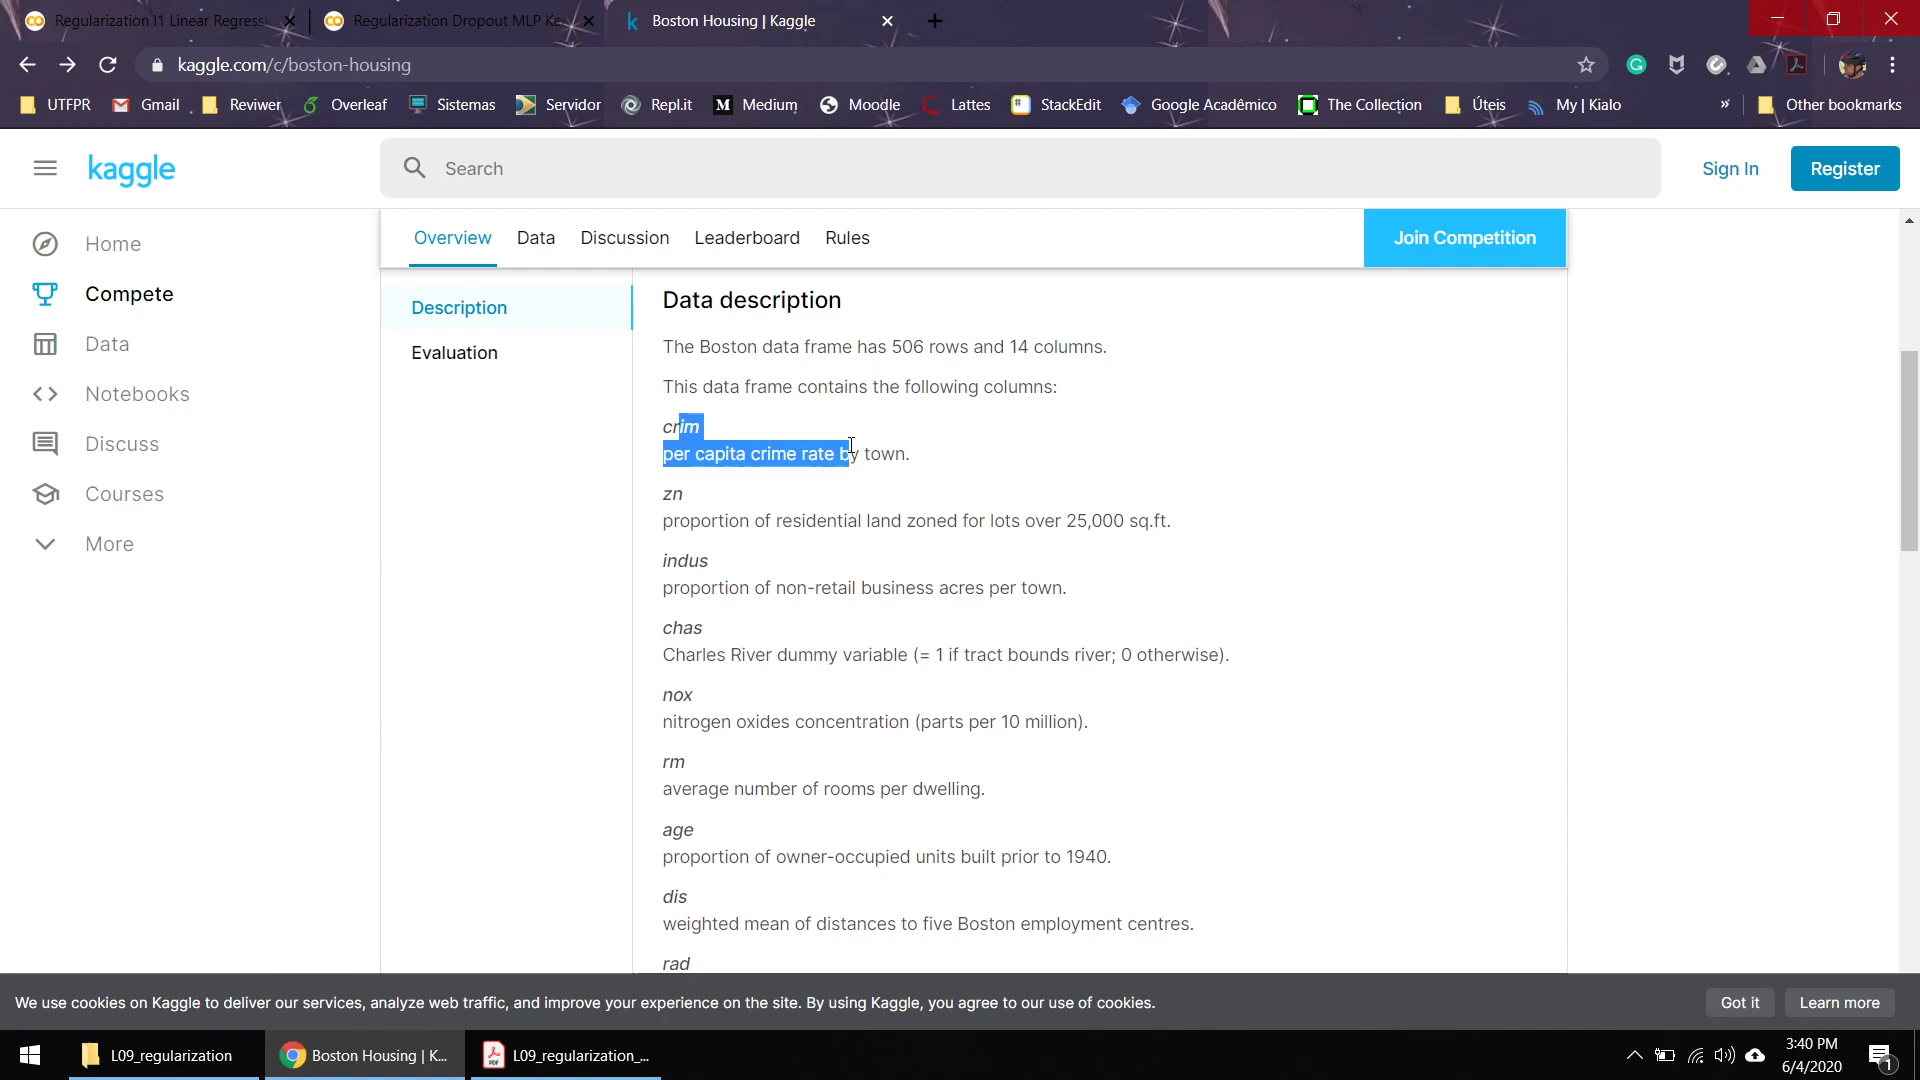 Regularization l1 Linear Regressi
Regularization Dropout MLP Ke
Boston Housing | Kaggle
kaggle.com/c/boston-housing
UTFPR
Gmail
Reviwer
Overleaf
Sistemas
Servidor
Repl.it
Medium
Moodle
Lattes
StackEdit
Google Acadêmico
The Collection
Úteis
My | Kialo
»
Other bookmarks
kaggle
Search
Sign In
Register
Home
Compete
Data
Notebooks
Discuss
Courses
More
Overview
Data
Discussion
Leaderboard
Rules
Join Competition
Description
Evaluation
Data description
The Boston data frame has 506 rows and 14 columns.
This data frame contains the following columns:
crim
per capita crime rate by town.
zn
proportion of residential land zoned for lots over 25,000 sq.ft.
indus
proportion of non-retail business acres per town.
chas
Charles River dummy variable (= 1 if tract bounds river; 0 otherwise).
nox
nitrogen oxides concentration (parts per 10 million).
rm
average number of rooms per dwelling.
age
proportion of owner-occupied units built prior to 1940.
dis
weighted mean of distances to five Boston employment centres.
rad
We use cookies on Kaggle to deliver our services, analyze web traffic, and improve your experience on the site. By using Kaggle, you agree to our use of cookies.
Got it
Learn more
L09_regularization
Boston Housing | K...
L09_regularization_...
3:40 PM
6/4/2020
1